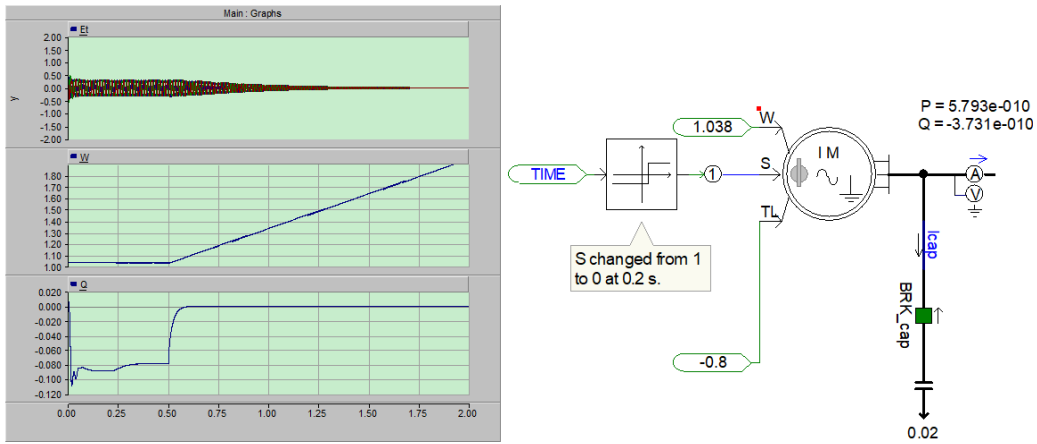 Main : Graphs
Et
2.00
1.50
1.00
0.50
0.00
-0.50
-1.00
-1.50
-2.00
y
W
1.80
1.70
1.60
1.50
1.40
1.30
1.20
1.10
1.00
Q
0.020
0.000
-0.020
-0.040
-0.060
-0.080
-0.100
-0.120
0.00 0.25 0.50 0.75 1.00 1.25 1.50 1.75 2.00
TIME
1
1.038
W
S
TL
I M
S changed from 1
to 0 at 0.2 s.
-0.8
P = 5.793e-010
Q = -3.731e-010
A
V
Icap
BRK_cap
0.02